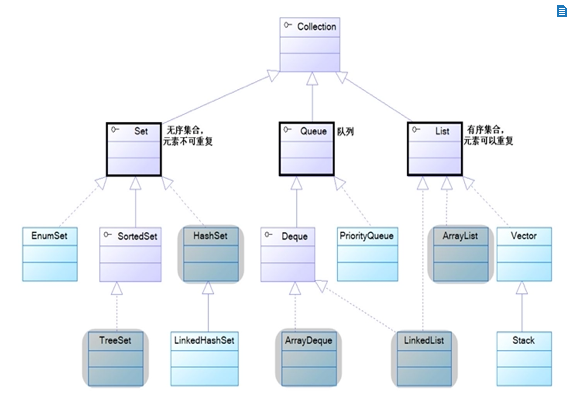 Collection
Set
无序集合，
元素不可重复
Queue
队列
List
有序集合，
元素可以重复
EnumSet
SortedSet
HashSet
Deque
PriorityQueue
ArrayList
Vector
TreeSet
LinkedHashSet
ArrayDeque
LinkedList
Stack